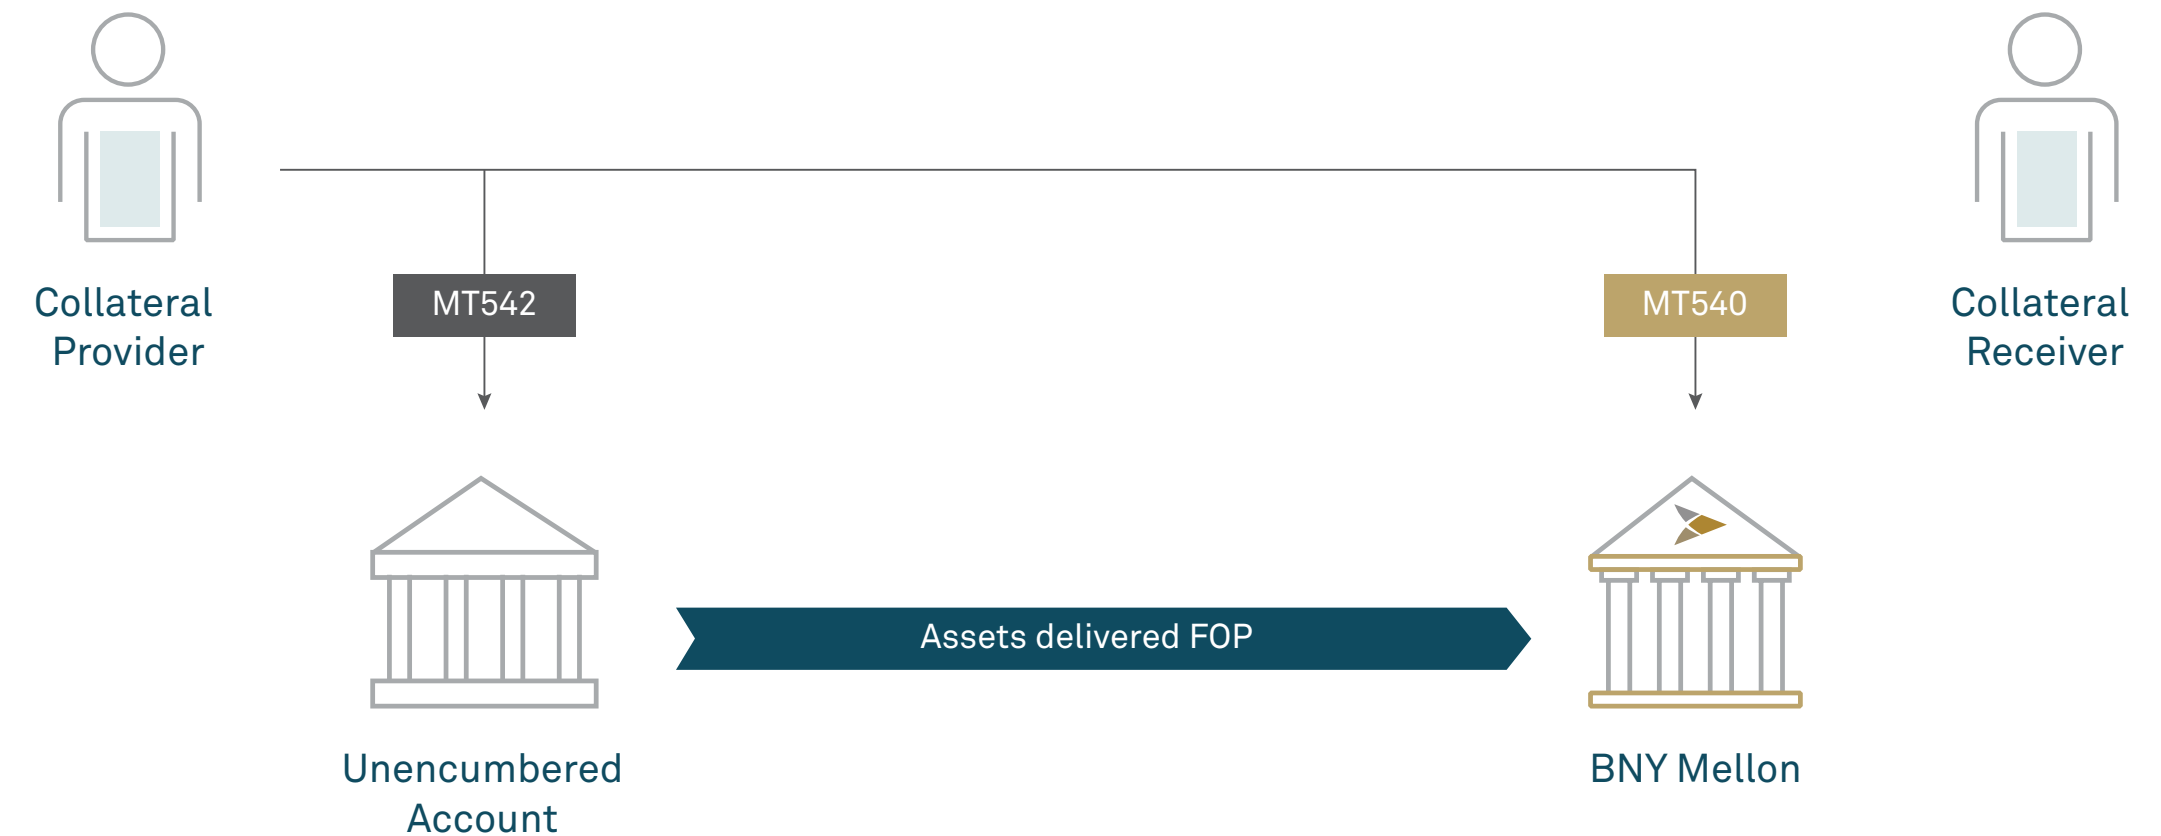 Collateral
Provider
MT542
MT540
Collateral
Receiver
Assets delivered FOP
Unencumbered
Account
BNY Mellon